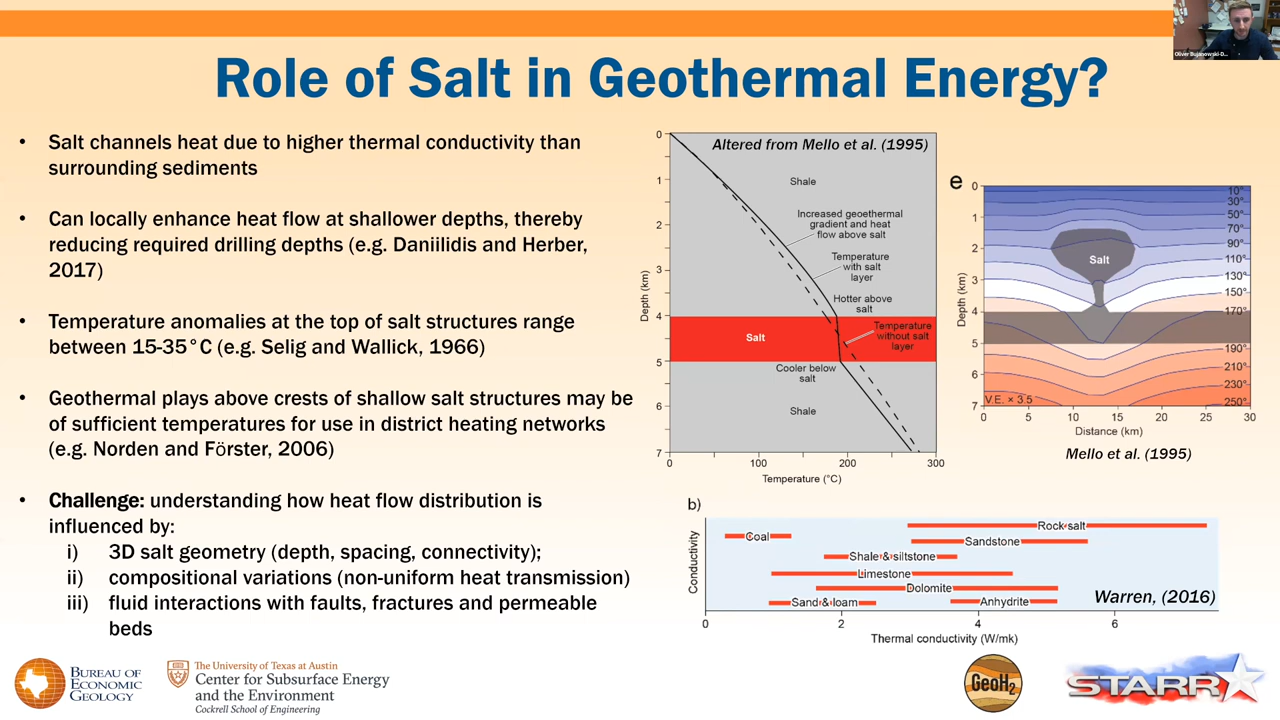 Oliver Bujanowski-D...
Role of Salt in Geothermal Energy?
• Salt channels heat due to higher thermal conductivity than
surrounding sediments
• Can locally enhance heat flow at shallower depths, thereby
reducing required drilling depths (e.g. Daniilidis and Herber,
2017)
• Temperature anomalies at the top of salt structures range
between 15-35°C (e.g. Selig and Wallick, 1966)
• Geothermal plays above crests of shallow salt structures may be
of sufficient temperatures for use in district heating networks
(e.g. Norden and Förster, 2006)
• Challenge: understanding how heat flow distribution is
influenced by:
i) 3D salt geometry (depth, spacing, connectivity);
ii) compositional variations (non-uniform heat transmission)
iii) fluid interactions with faults, fractures and permeable
beds
Altered from Mello et al. (1995)
0
1
2
3
4
5
6
7
Depth (km)
Shale
Increased geoethermal
gradient and heat
flow above salt
Temperature
with salt
layer
Hotter above
salt
Salt
Temperature
without salt
layer
Cooler below
salt
Shale
0 100 200 300
Temperature (°C)
e
0
1
2
3
4
5
6
7
Depth (km)
Salt
10°
30°
50°
70°
90°
110°
130°
150°
170°
190°
210°
230°
250°
V.E. × 3.5
0 5 10 15 20 25 30
Distance (km)
Mello et al. (1995)
b)
Conductivity
Rock salt
Coal
Sandstone
Shale & siltstone
Limestone
Dolomite
Sand & loam
Anhydrite
Warren, (2016)
0 2 4 6
Thermal conductivity (W/mk)
BUREAU OF
ECONOMIC
GEOLOGY
The University of Texas at Austin
Center for Subsurface Energy
and the Environment
Cockrell School of Engineering
GeoH2
STARR